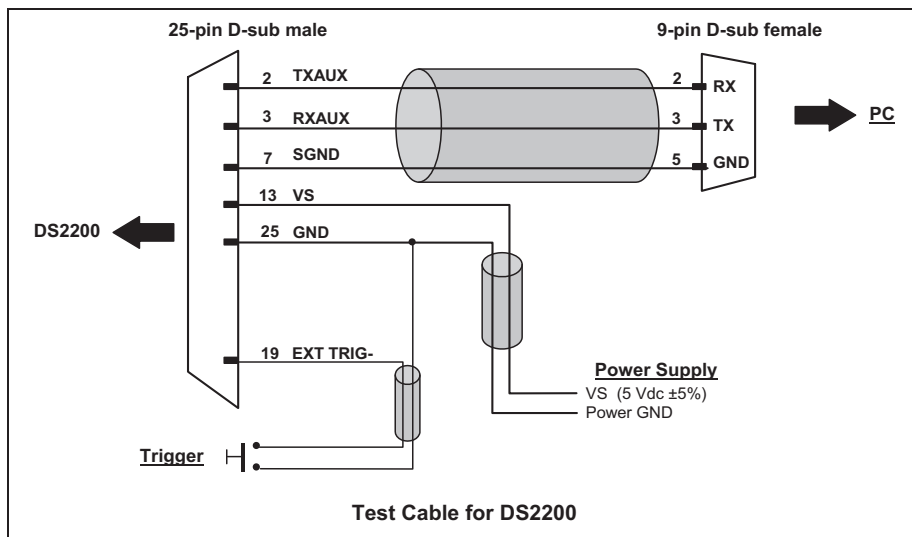 25-pin D-sub male
9-pin D-sub female
2 TXAUX
2 RX
3 RXAUX
3 TX
PC
7 SGND
5 GND
13 VS
DS2200
25 GND
19 EXT TRIG-
Power Supply
VS (5 Vdc ±5%)
Power GND
Trigger
Test Cable for DS2200